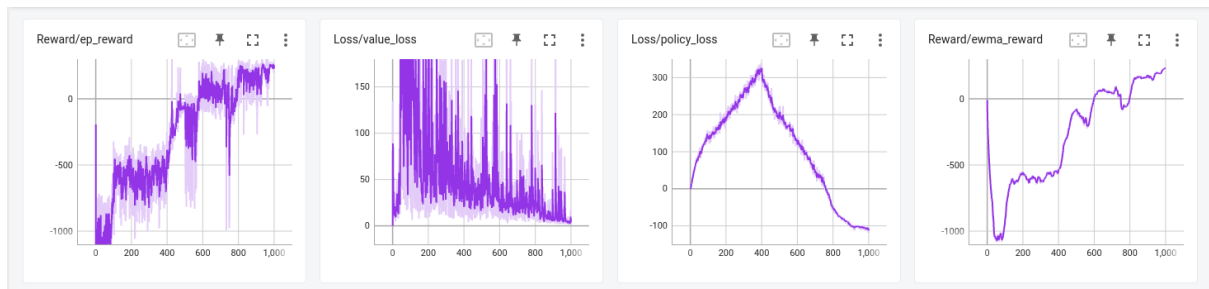 Reward/ep_reward
0
-500
-1000
0 200 400 600 800 1,000
Loss/value_loss
150
100
50
0
0 200 400 600 800 1,000
Loss/policy_loss
300
200
100
0
-100
0 200 400 600 800 1,000
Reward/ewma_reward
0
-500
-1000
0 200 400 600 800 1,000